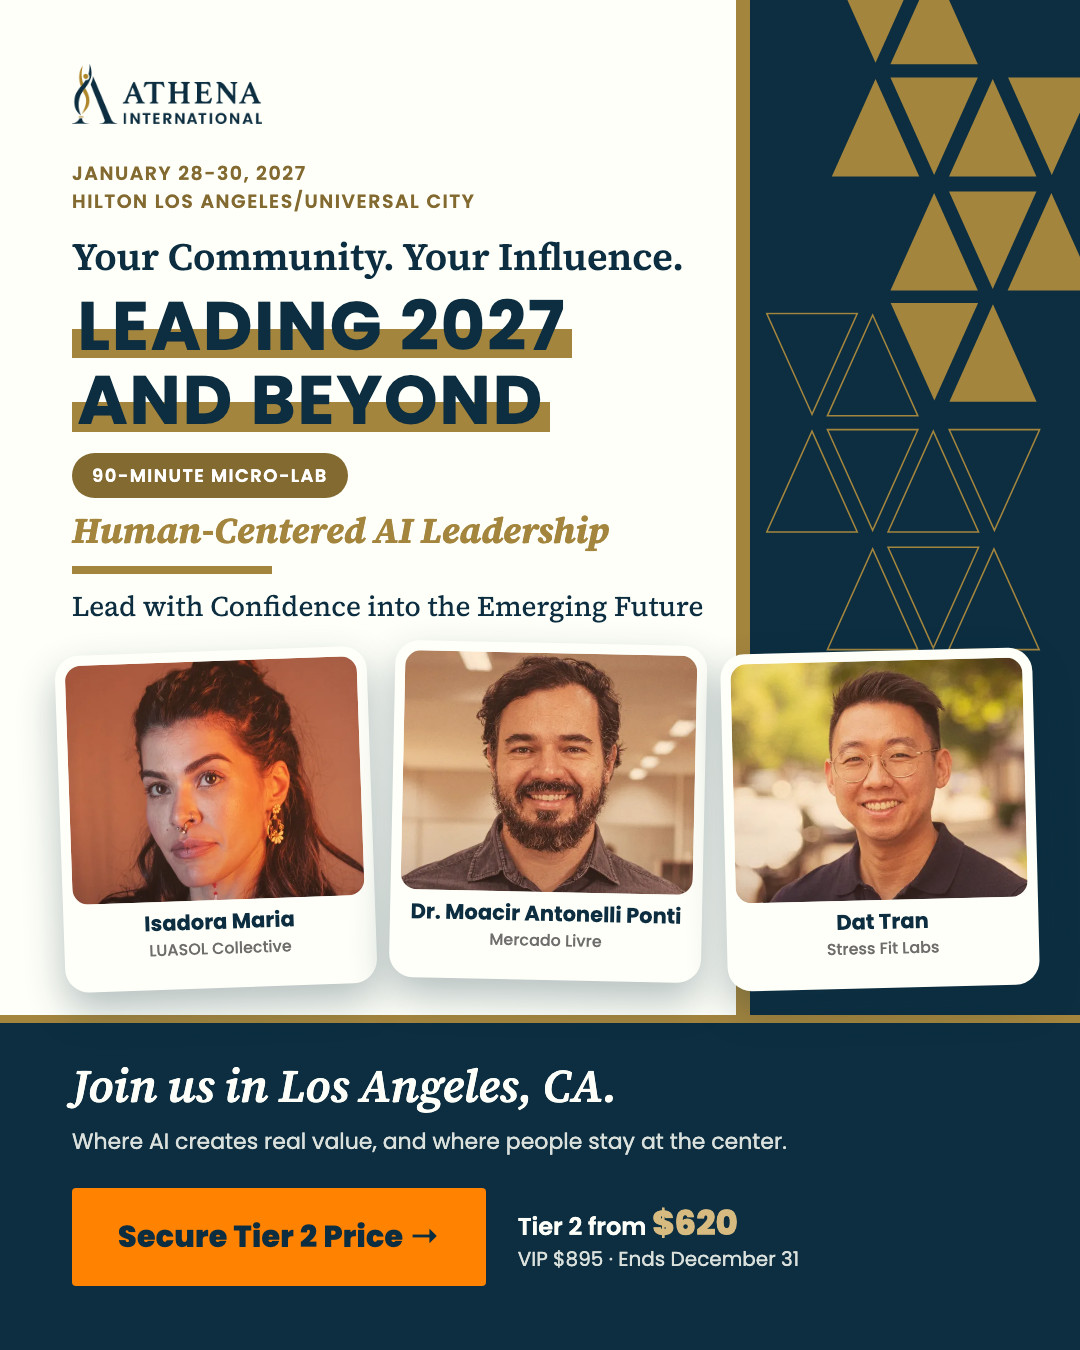 ATHENA
INTERNATIONAL
JANUARY 28-30, 2027
HILTON LOS ANGELES/UNIVERSAL CITY
Your Community. Your Influence.
LEADING 2027
AND BEYOND
90-MINUTE MICRO-LAB
Human-Centered AI Leadership
Lead with Confidence into the Emerging Future
Isadora Maria
LUASOL Collective
Dr. Moacir Antonelli Ponti
Mercado Livre
Dat Tran
Stress Fit Labs
Join us in Los Angeles, CA.
Where AI creates real value, and where people stay at the center.
Secure Tier 2 Price →
Tier 2 from $620
VIP $895 · Ends December 31